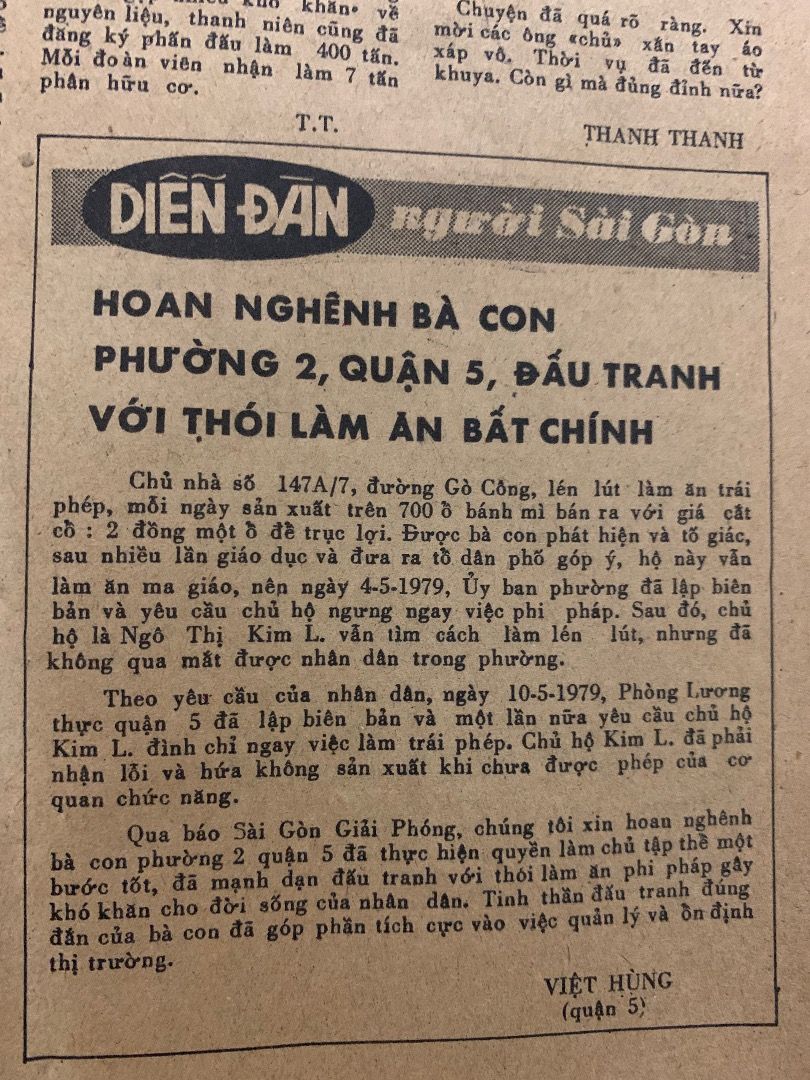 nguyên liệu, thanh niên cũng đã
đăng ký phấn đấu làm 400 tấn.
Mỗi đoàn viên nhận làm 7 tấn
phân hữu cơ.
T.T.
Chuyện đã quá rõ ràng. Xin
mời các ông «chủ» xắn tay áo
xáp vô. Thời vụ đã đến từ
khuya. Còn gì mà đủng đỉnh nữa?
THANH THANH
DIỄN ĐÀN người Sài Gòn
HOAN NGHÊNH BÀ CON
PHƯỜNG 2, QUẬN 5, ĐẤU TRANH
VỚI THÓI LÀM ĂN BẤT CHÍNH
Chủ nhà số 147A/7, đường Gò Công, lén lút làm ăn trái
phép, mỗi ngày sản xuất trên 700 ổ bánh mì bán ra với giá cắt
cổ : 2 đồng một ổ để trục lợi. Được bà con phát hiện và tố giác,
sau nhiều lần giáo dục và đưa ra tổ dân phố góp ý, hộ này vẫn
làm ăn ma giáo, nên ngày 4-5-1979, Ủy ban phường đã lập biên
bản và yêu cầu chủ hộ ngưng ngay việc phi pháp. Sau đó, chủ
hộ là Ngô Thị Kim L. vẫn tìm cách làm lén lút, nhưng đã
không qua mắt được nhân dân trong phường.
Theo yêu cầu của nhân dân, ngày 10-5-1979, Phòng Lương
thực quận 5 đã lập biên bản và một lần nữa yêu cầu chủ hộ
Kim L. đình chỉ ngay việc làm trái phép. Chủ hộ Kim L. đã phải
nhận lỗi và hứa không sản xuất khi chưa được phép của cơ
quan chức năng.
Qua báo Sài Gòn Giải Phóng, chúng tôi xin hoan nghênh
bà con phường 2 quận 5 đã thực hiện quyền làm chủ tập thể một
bước tốt, đã mạnh dạn đấu tranh với thói làm ăn phi pháp gây
khó khăn cho đời sống của nhân dân. Tinh thần đấu tranh đúng
đắn của bà con đã góp phần tích cực vào việc quản lý và ổn định
thị trường.
VIỆT HÙNG
(quận 5)